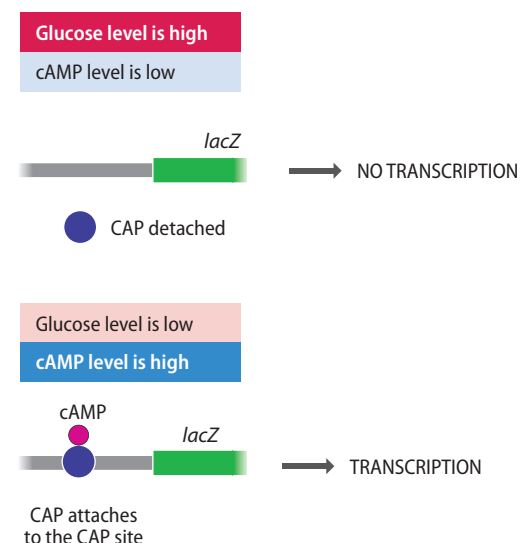 Glucose level is high
cAMP level is low
lacZ
NO TRANSCRIPTION
CAP detached
Glucose level is low
cAMP level is high
cAMP
lacZ
TRANSCRIPTION
CAP attaches
to the CAP site